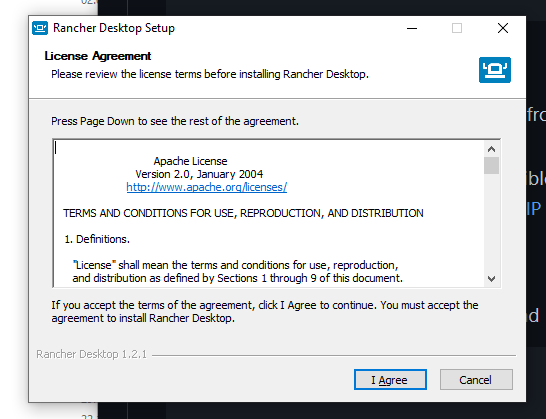 02.
Rancher Desktop Setup
License Agreement
Please review the license terms before installing Rancher Desktop.
Press Page Down to see the rest of the agreement.
Apache License
Version 2.0, January 2004
http://www.apache.org/licenses/
TERMS AND CONDITIONS FOR USE, REPRODUCTION, AND DISTRIBUTION
1. Definitions.
"License" shall mean the terms and conditions for use, reproduction,
and distribution as defined by Sections 1 through 9 of this document.
If you accept the terms of the agreement, click I Agree to continue. You must accept the
agreement to install Rancher Desktop.
Rancher Desktop 1.2.1
I Agree
Cancel
IP